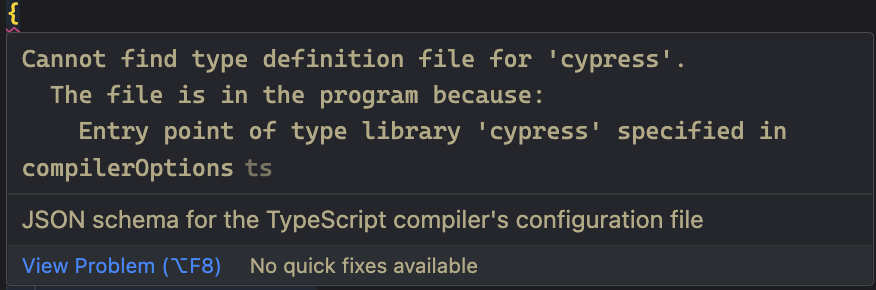 {
Cannot find type definition file for 'cypress'.
The file is in the program because:
Entry point of type library 'cypress' specified in
compilerOptions ts
JSON schema for the TypeScript compiler's configuration file
View Problem (⌥F8) No quick fixes available